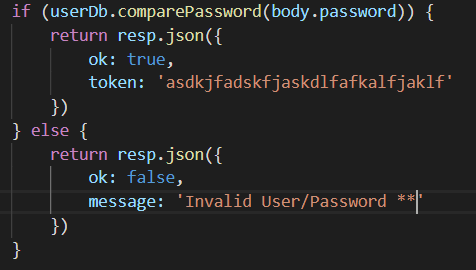 if (userDb.comparePassword(body.password)) {
    return resp.json({
        ok: true,
        token: 'asdkjfadskfjaskdlfafkalfjaklf'
    })
} else {
    return resp.json({
        ok: false,
        message: 'Invalid User/Password **'
    })
}